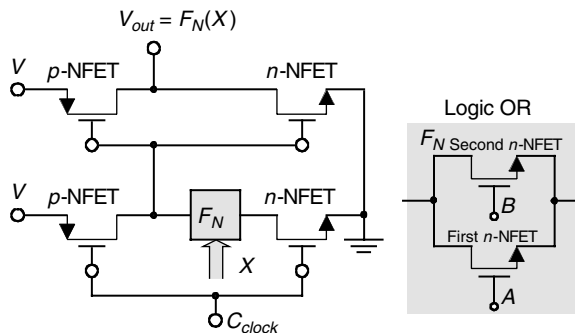 V_out = F_N(X)
V
p-NFET
n-NFET
V
p-NFET
F_N
n-NFET
X
C_clock
Logic OR
F_N Second n-NFET
B
First n-NFET
A